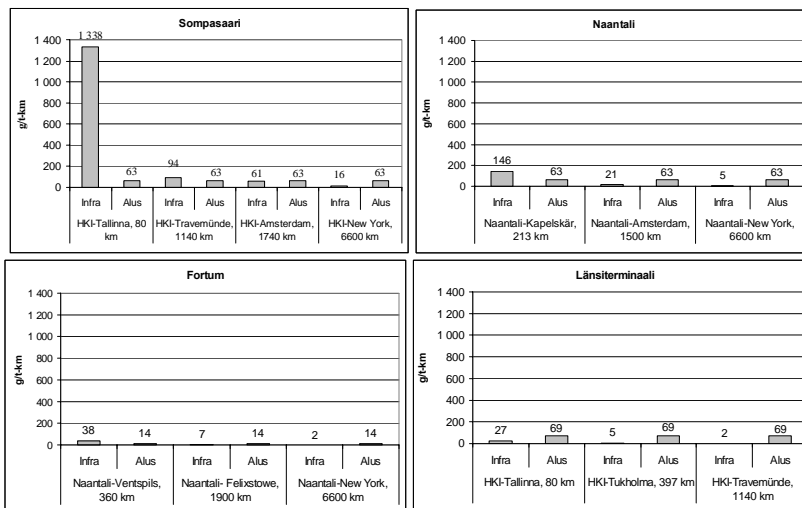 Sompasaari
g/t-km
1 400
1 200
1 000
800
600
400
200
0
1 338
63
94
63
61
63
16
63
Infra Alus Infra Alus Infra Alus Infra Alus
HKI-Tallinna, 80 km
HKI-Travemünde, 1140 km
HKI-Amsterdam, 1740 km
HKI-New York, 6600 km
Naantali
g/t-km
1 400
1 200
1 000
800
600
400
200
0
146
63
21
63
5
63
Infra Alus Infra Alus Infra Alus
Naantali-Kapelskär, 213 km
Naantali-Amsterdam, 1500 km
Naantali-New York, 6600 km
Fortum
g/t-km
1 400
1 200
1 000
800
600
400
200
0
38
14
7
14
2
14
Infra Alus Infra Alus Infra Alus
Naantali-Ventspils, 360 km
Naantali- Felixstowe, 1900 km
Naantali-New York, 6600 km
Länsiterminaali
g/t-km
1 400
1 200
1 000
800
600
400
200
0
27
69
5
69
2
69
Infra Alus Infra Alus Infra Alus
HKI-Tallinna, 80 km
HKI-Tukholma, 397 km
HKI-Travemünde, 1140 km